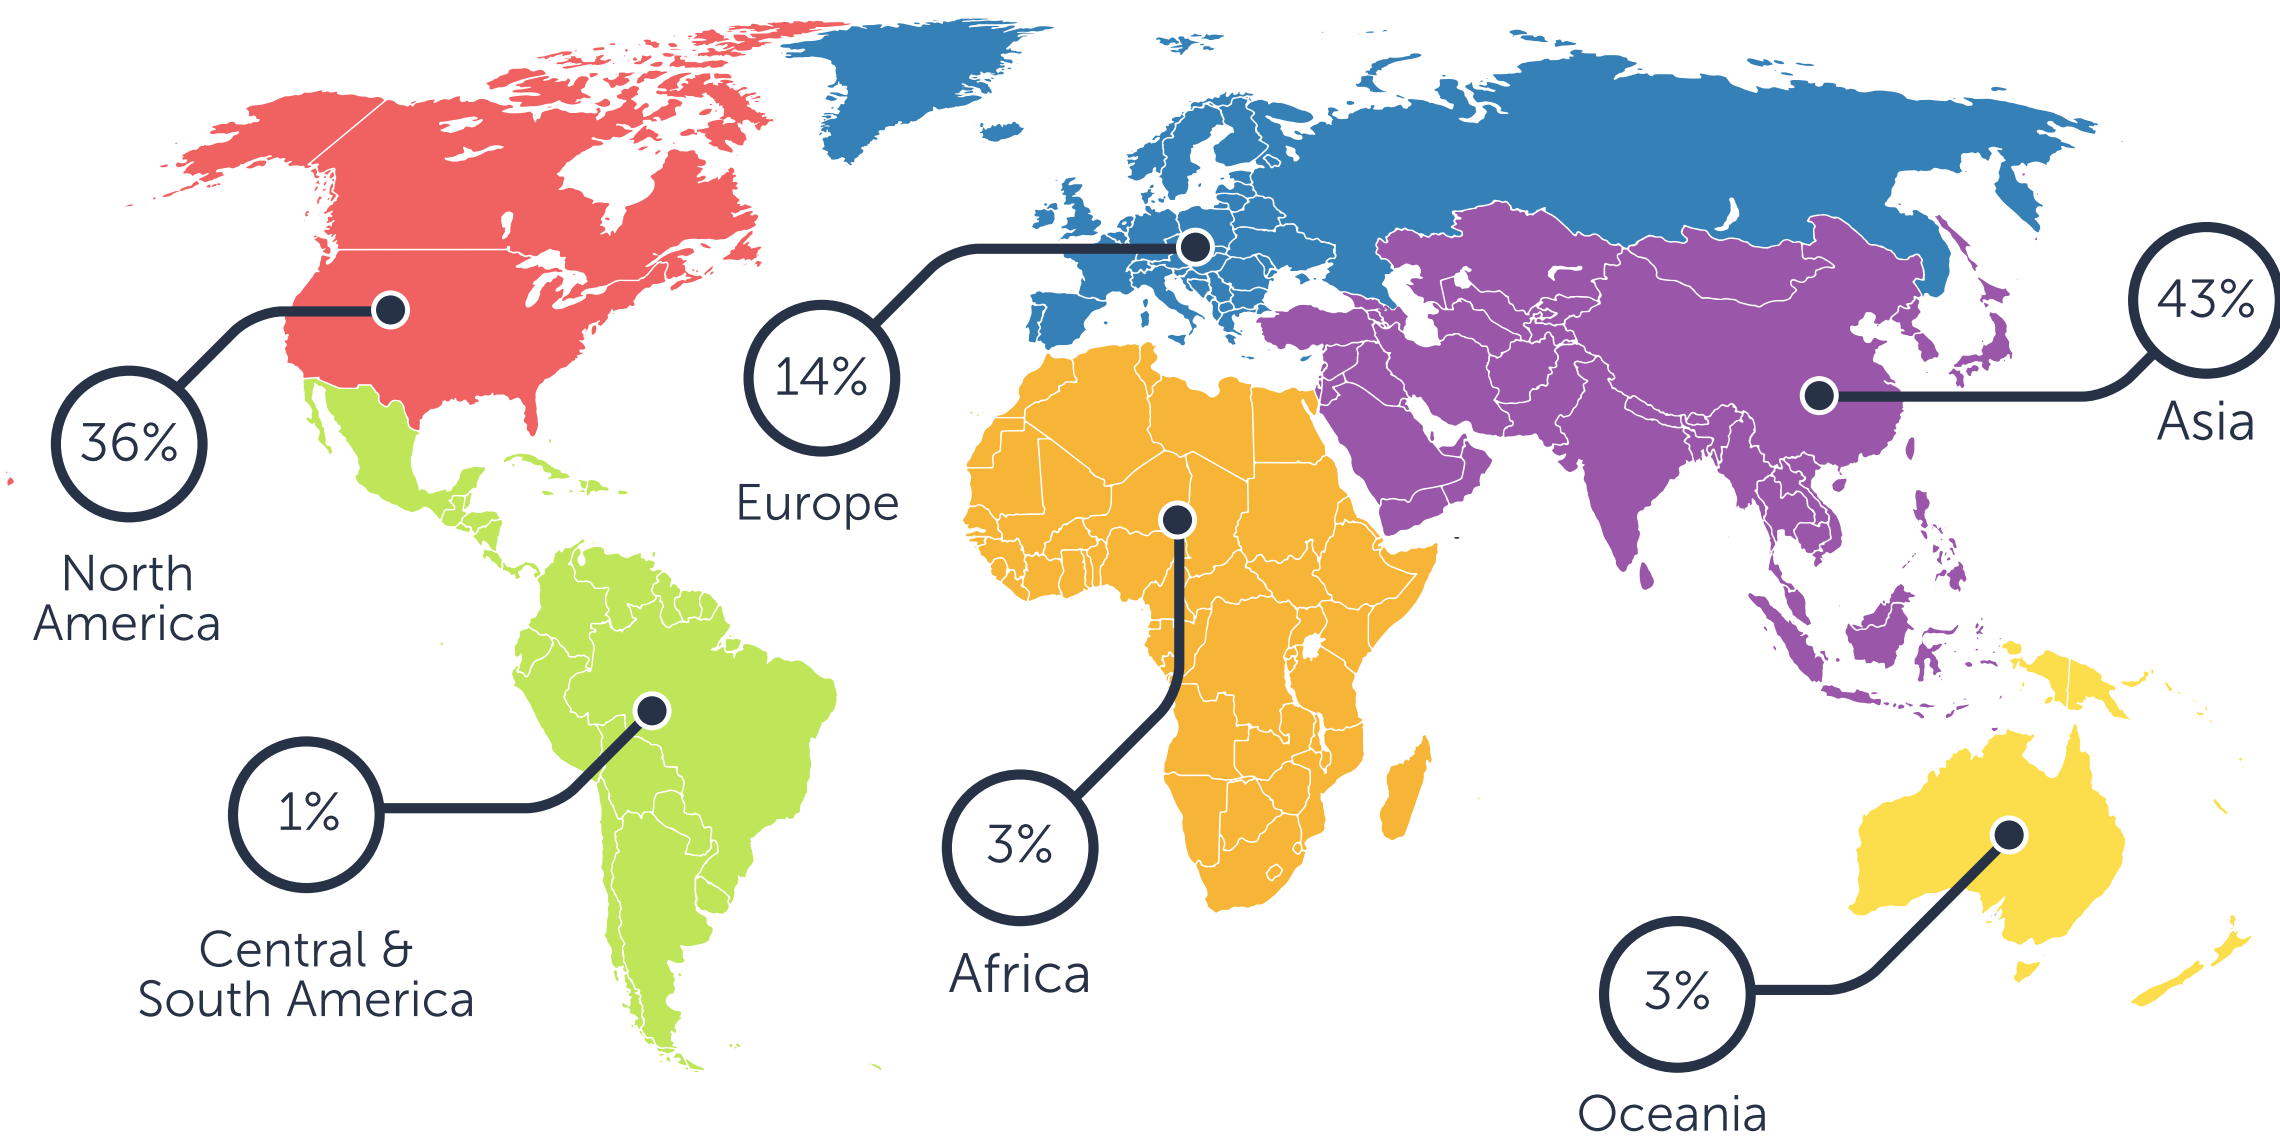 43%
Asia
14%
Europe
36%
North
America
1%
Central &
South America
3%
Africa
3%
Oceania